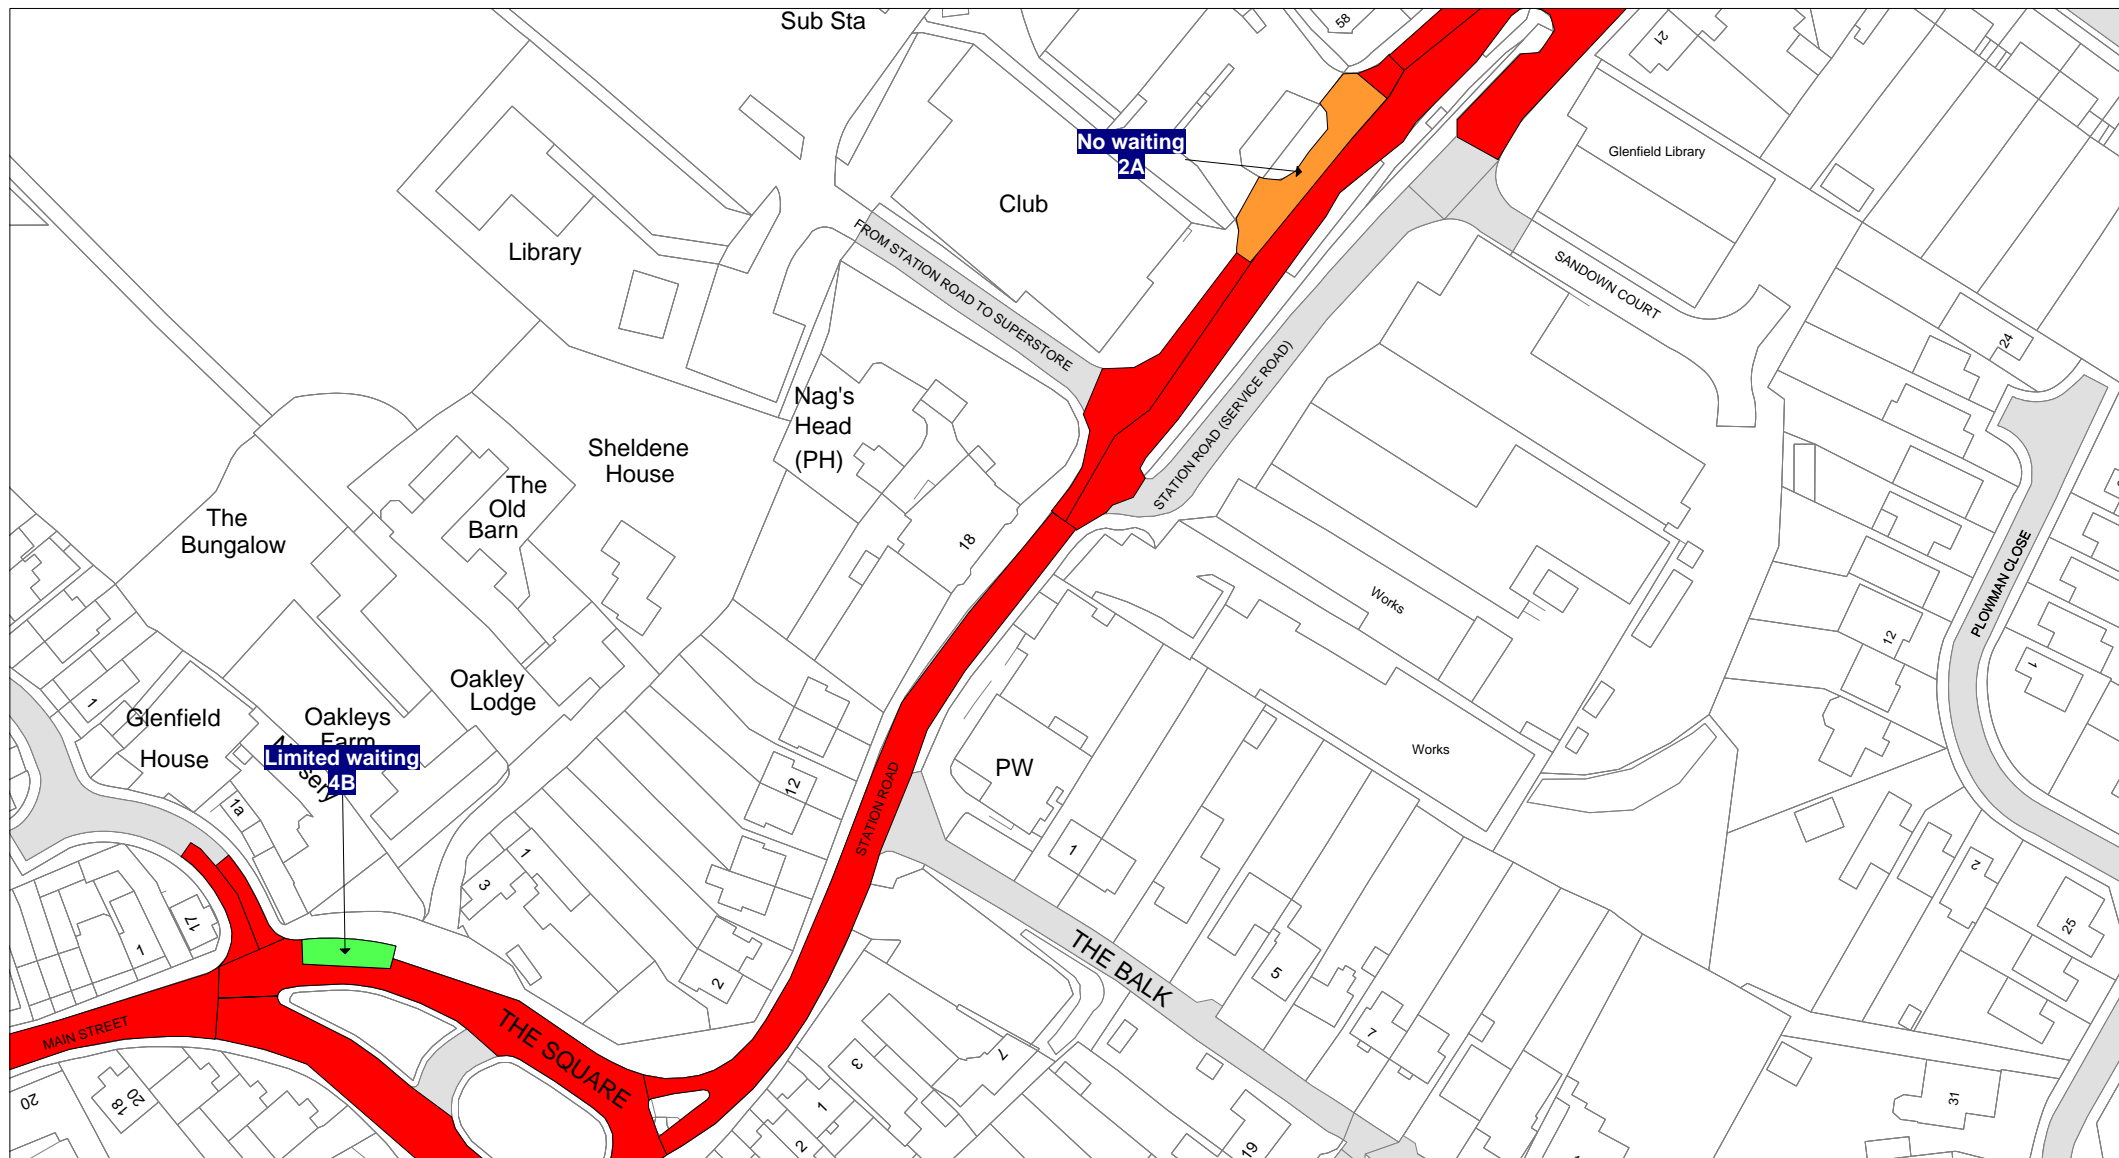 Sub Sta
58
21
No waiting
2A
Glenfield Library
Club
FROM STATION ROAD TO SUPERSTORE
Library
SANDOWN COURT
24
STATION ROAD (SERVICE ROAD)
Nag's
Head
(PH)
Sheldene
House
The
Old
Barn
The
Bungalow
18
Works
PLOWMAN CLOSE
12
1
Oakley
Lodge
1
Glenfield
House
Oakleys
Farm
Nursery
Limited waiting
4B
Works
PW
12
STATION ROAD
1a
1
3
1
2
25
17
1
2
THE BALK
5
7
MAIN STREET
THE SQUARE
3
7
1
2
20
18
20
31
19